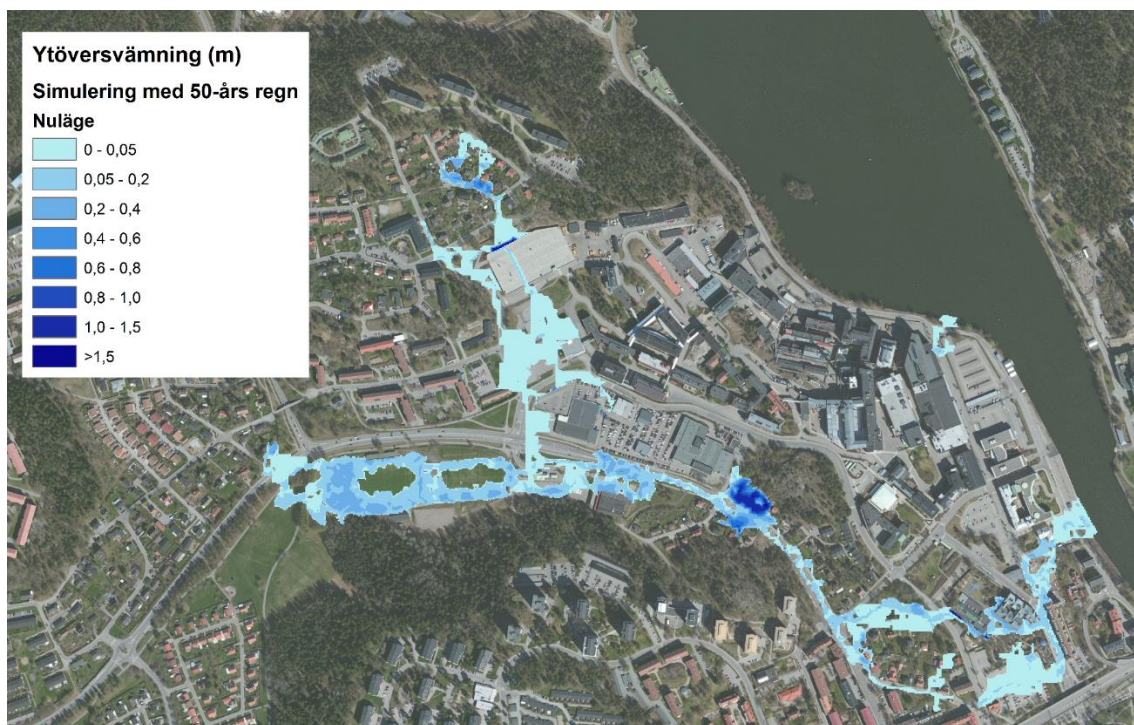 Ytöversvämning (m)
Simulering med 50-års regn
Nuläge
0 - 0,05
0,05 - 0,2
0,2 - 0,4
0,4 - 0,6
0,6 - 0,8
0,8 - 1,0
1,0 - 1,5
>1,5